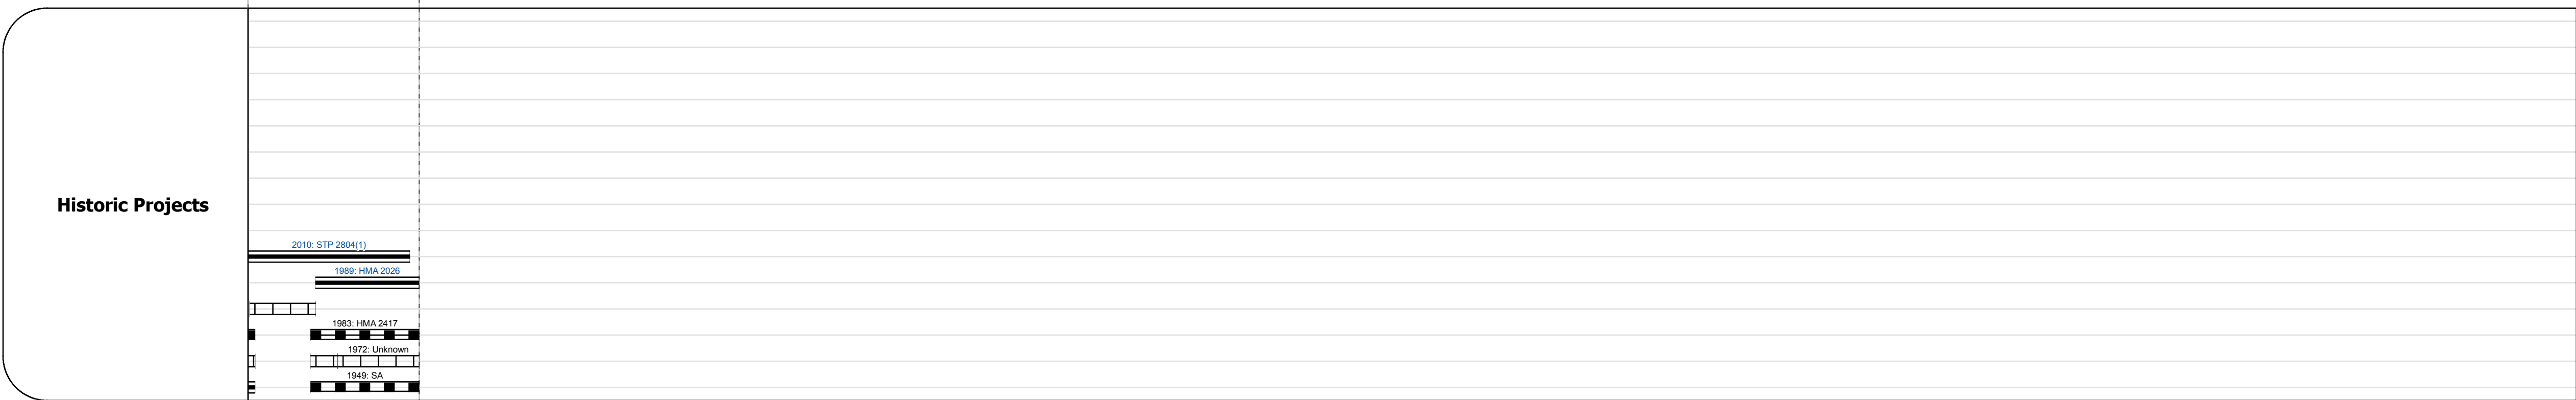 Historic Projects
2010: STP 2804(1)
1989: HMA 2026
1983: HMA 2417
1972: Unknown
1949: SA